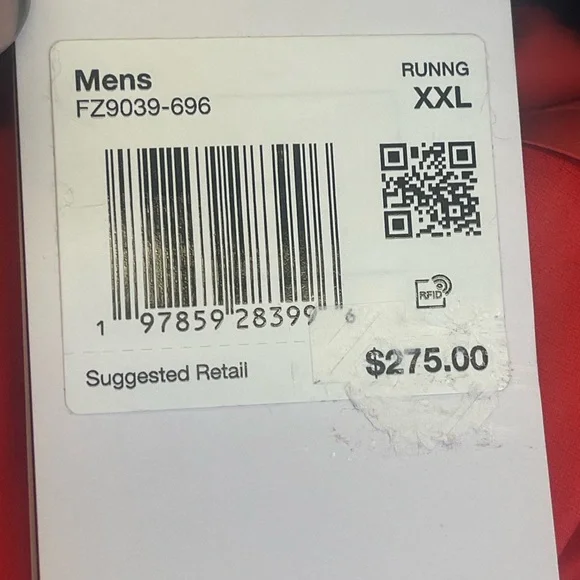 Mens
RUNNG
FZ9039-696
XXL
RFID
1 97859 28399 6
Suggested Retail
$275.00